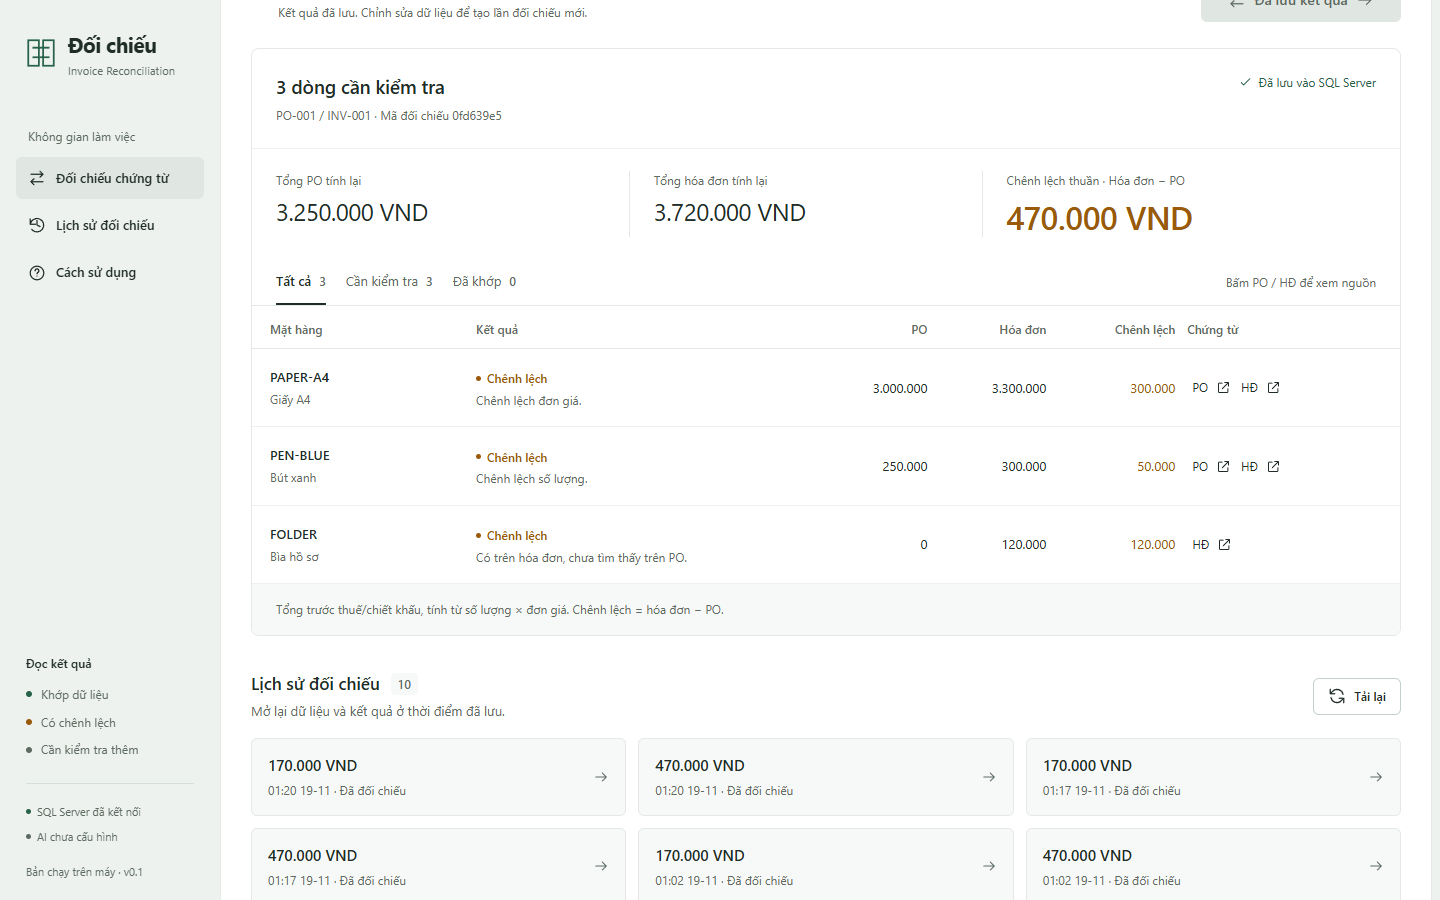 Đối chiếu
Invoice Reconciliation
Không gian làm việc
Đối chiếu chứng từ
Lịch sử đối chiếu
Cách sử dụng
Đọc kết quả
Khớp dữ liệu
Có chênh lệch
Cần kiểm tra thêm
SQL Server đã kết nối
AI chưa cấu hình
Bản chạy trên máy · v0.1
Kết quả đã lưu. Chỉnh sửa dữ liệu để tạo lần đối chiếu mới.
Đã lưu kết quả
3 dòng cần kiểm tra
Đã lưu vào SQL Server
PO-001 / INV-001 · Mã đối chiếu 0fd639e5
Tổng PO tính lại
3.250.000 VND
Tổng hóa đơn tính lại
3.720.000 VND
Chênh lệch thuần · Hóa đơn − PO
470.000 VND
Tất cả 3 Cần kiểm tra 3 Đã khớp 0
Bấm PO / HĐ để xem nguồn
Mặt hàng Kết quả PO Hóa đơn Chênh lệch Chứng từ
PAPER-A4
Giấy A4
Chênh lệch
Chênh lệch đơn giá.
3.000.000 3.300.000 300.000 PO HĐ
PEN-BLUE
Bút xanh
Chênh lệch
Chênh lệch số lượng.
250.000 300.000 50.000 PO HĐ
FOLDER
Bìa hồ sơ
Chênh lệch
Có trên hóa đơn, chưa tìm thấy trên PO.
0 120.000 120.000 HĐ
Tổng trước thuế/chiết khấu, tính từ số lượng × đơn giá. Chênh lệch = hóa đơn − PO.
Lịch sử đối chiếu 10
Mở lại dữ liệu và kết quả ở thời điểm đã lưu.
Tải lại
170.000 VND
01:20 19-11 · Đã đối chiếu
470.000 VND
01:20 19-11 · Đã đối chiếu
170.000 VND
01:17 19-11 · Đã đối chiếu
470.000 VND
01:17 19-11 · Đã đối chiếu
170.000 VND
01:02 19-11 · Đã đối chiếu
470.000 VND
01:02 19-11 · Đã đối chiếu